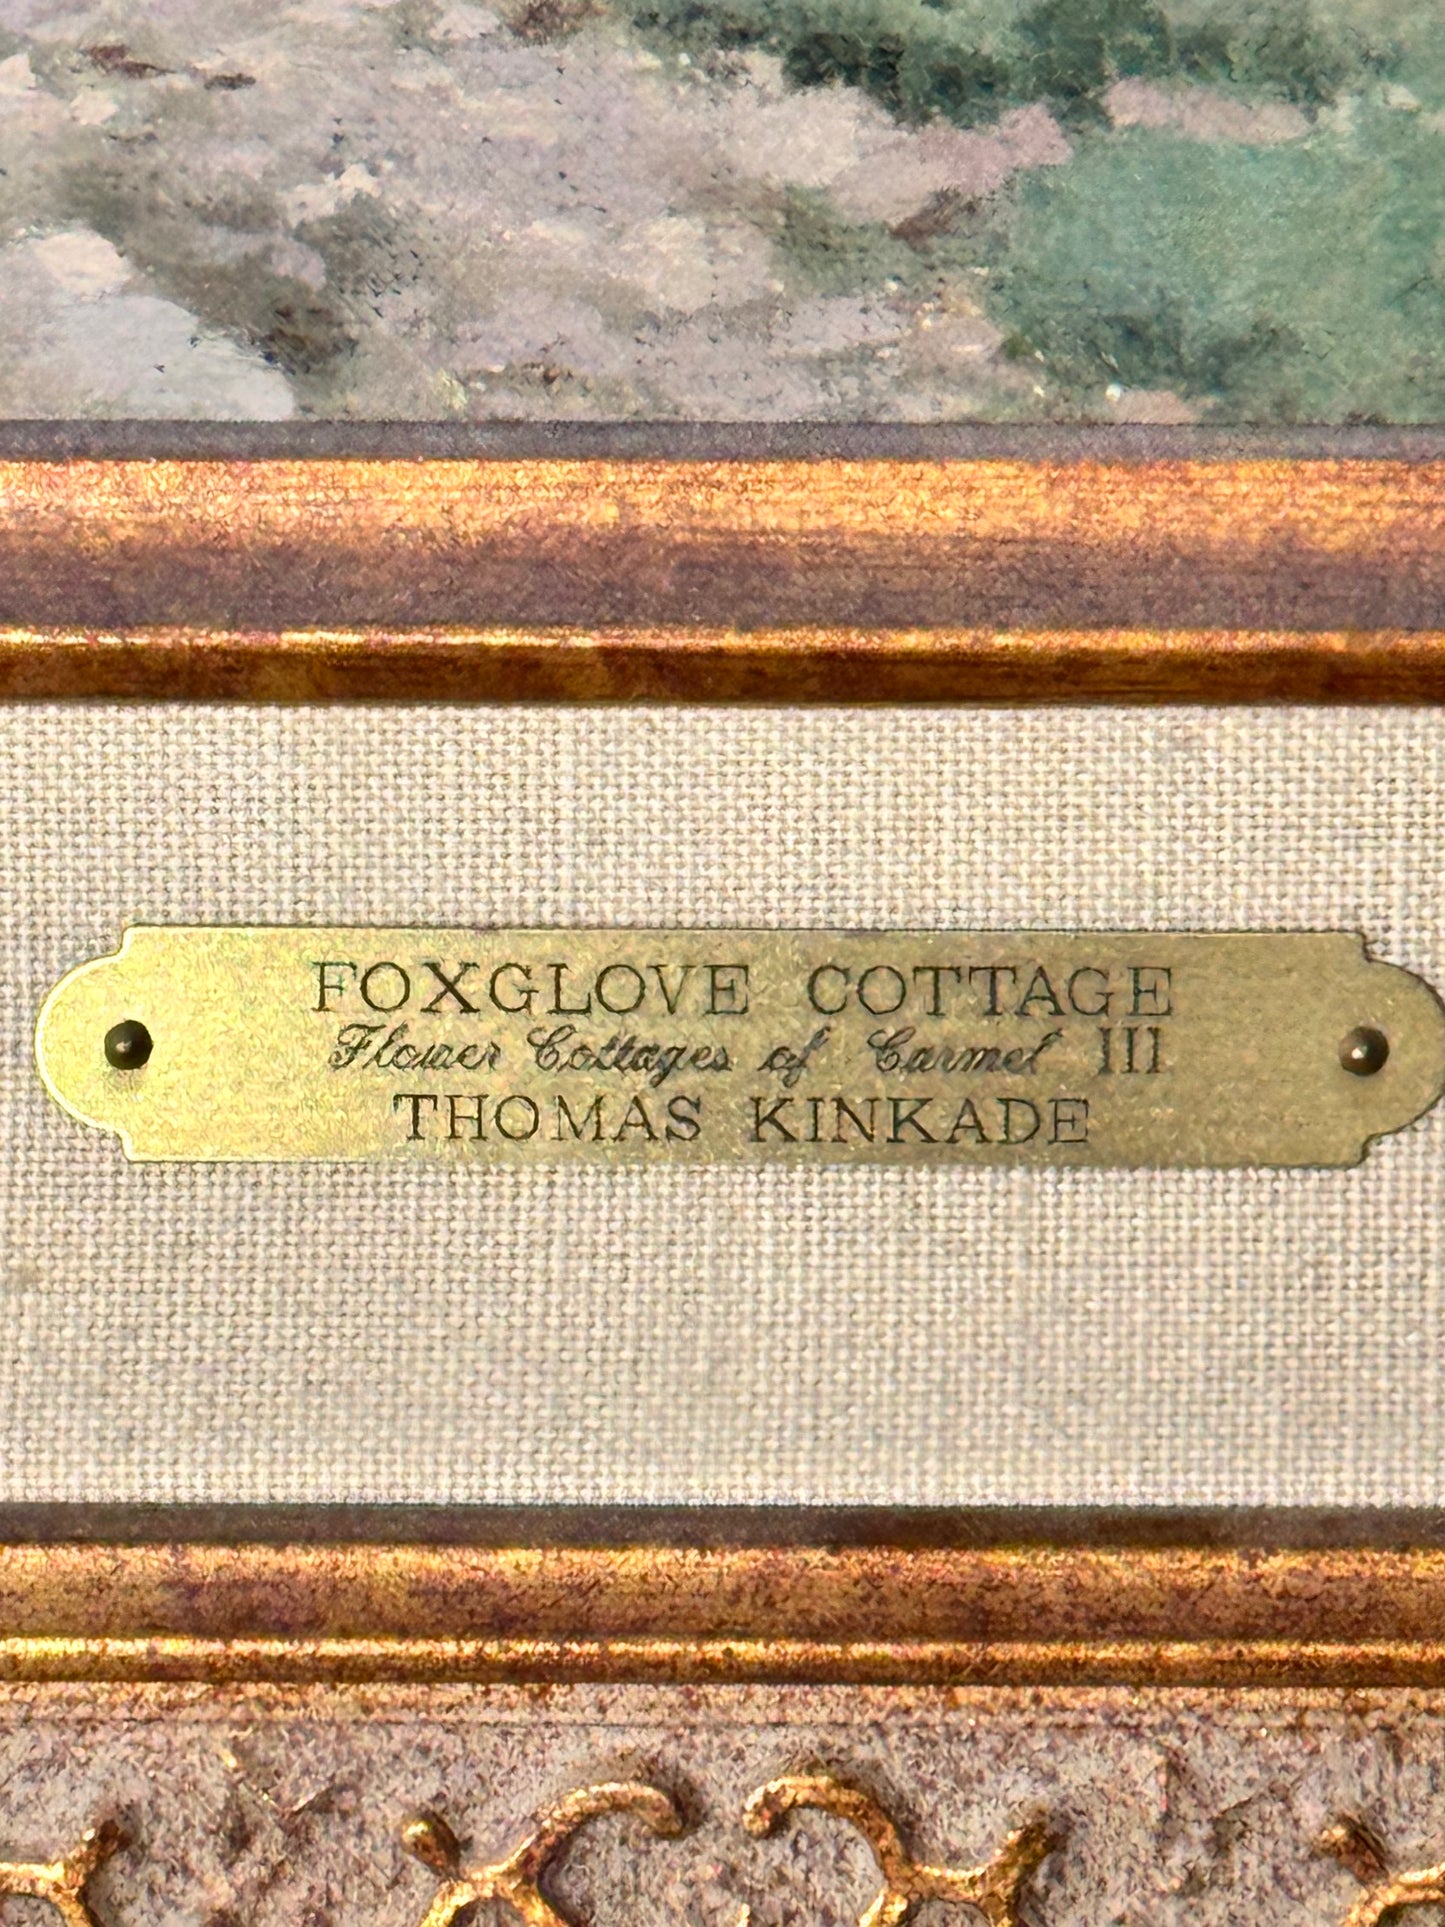 FOXGLOVE COTTAGE
Flower Cottages of Carmel III
THOMAS KINKADE